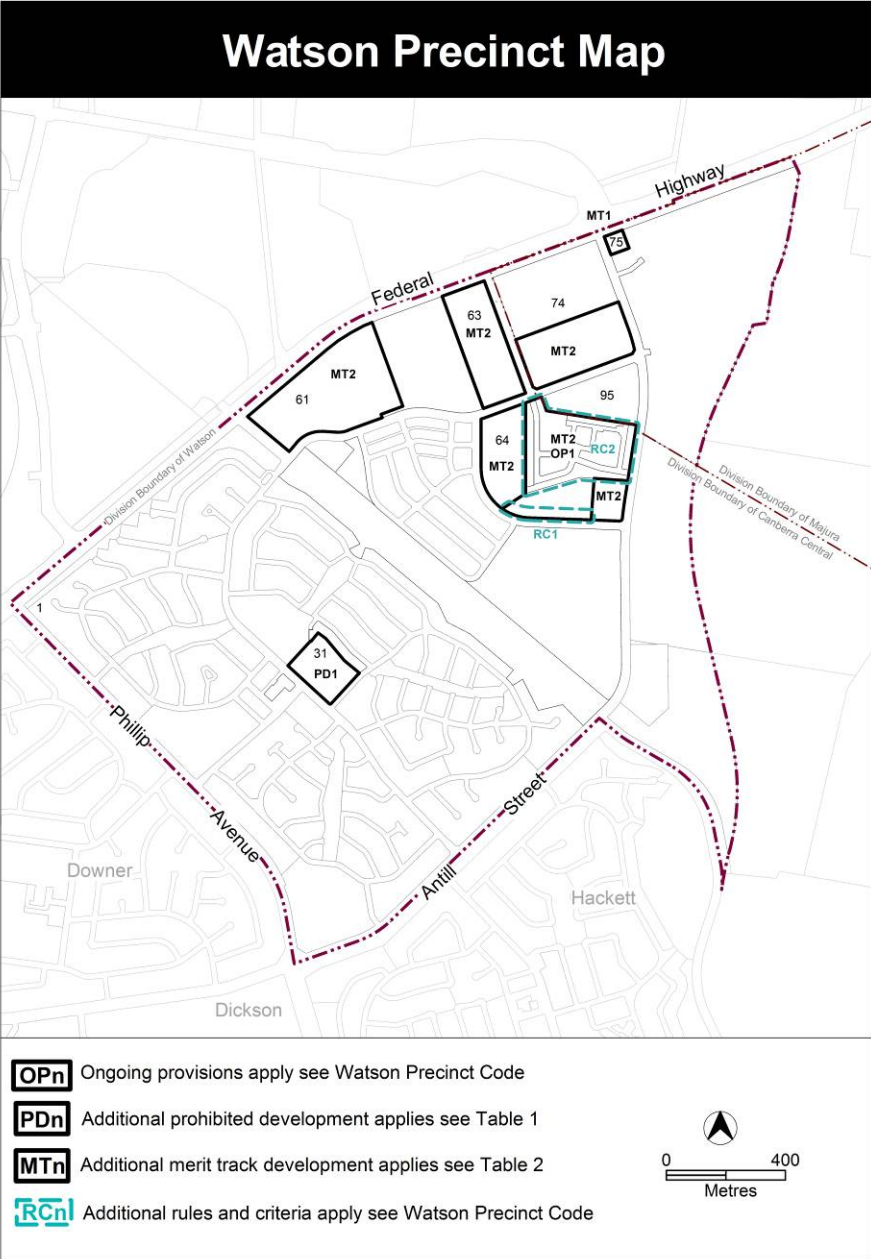 Watson Precinct Map
Highway
MT1
75
Federal
74
63
MT2
MT2
MT2
61
95
64
MT2
MT2
OP1
RC2
MT2
RC1
Division Boundary of Watson
Division Boundary of Majura
Division Boundary of Canberra Central
1
31
PD1
Phillip
Avenue
Street
Antill
Downer
Hackett
Dickson
OPn Ongoing provisions apply see Watson Precinct Code
PDn Additional prohibited development applies see Table 1
MTn Additional merit track development applies see Table 2
RCn Additional rules and criteria apply see Watson Precinct Code
0 400
Metres